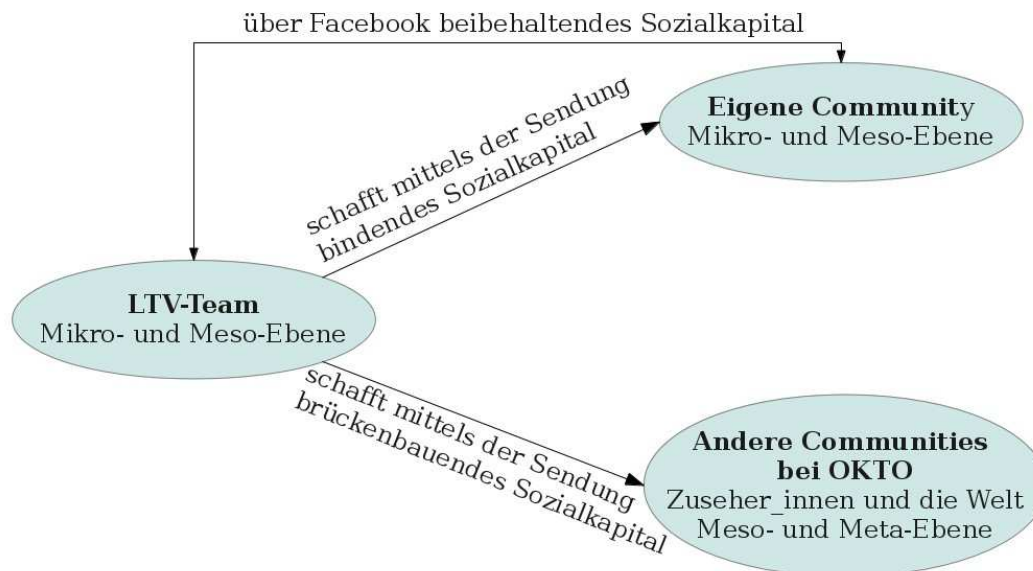 über Facebook beibehaltendes Sozialkapital
Eigene Community
Mikro- und Meso-Ebene
schafft mittels der Sendung
bindendes Sozialkapital
LTV-Team
Mikro- und Meso-Ebene
schafft mittels der Sendung
brückenbauendes Sozialkapital
Andere Communities
bei OKTO
Zuseher_innen und die Welt
Meso- und Meta-Ebene